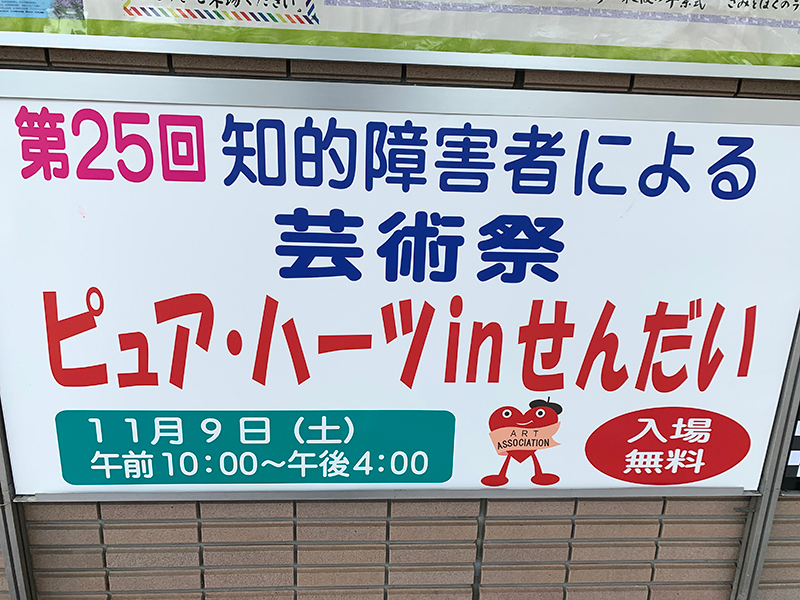 第25回 知的障害者による
芸術祭
ピュア・ハーツinせんだい
11月9日（土）
午前10:00～午後4:00
ART
ASSOCIATION
入場
無料